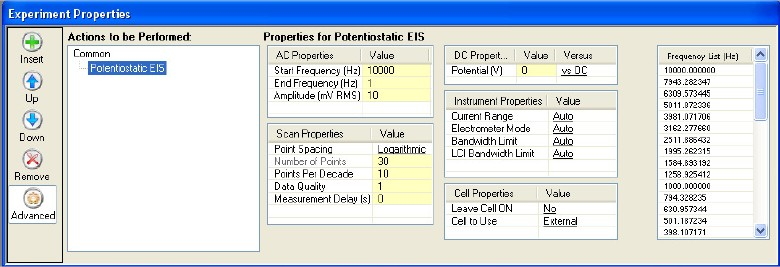 Experiment Properties
Insert
Up
Down
Remove
Advanced
Actions to be Performed:
Common
Potentiostatic EIS
Properties for Potentiostatic EIS
AC Properties Value
Start Frequency (Hz) 10000
End Frequency (Hz) 1
Amplitude (mV RMS) 10
Scan Properties Value
Point Spacing Logarithmic
Number of Points 30
Points Per Decade 10
Data Quality 1
Measurement Delay (s) 0
DC Propert... Value Versus
Potential (V) 0 vs OC
Instrument Properties Value
Current Range Auto
Electrometer Mode Auto
Bandwidth Limit Auto
LCI Bandwidth Limit Auto
Cell Properties Value
Leave Cell ON No
Cell to Use External
Frequency List (Hz)
10000.000000
7943.282347
6309.573445
5011.872336
3981.071706
3162.277660
2511.886432
1995.262315
1584.893192
1258.925412
1000.000000
794.328235
630.957344
501.187234
398.107171